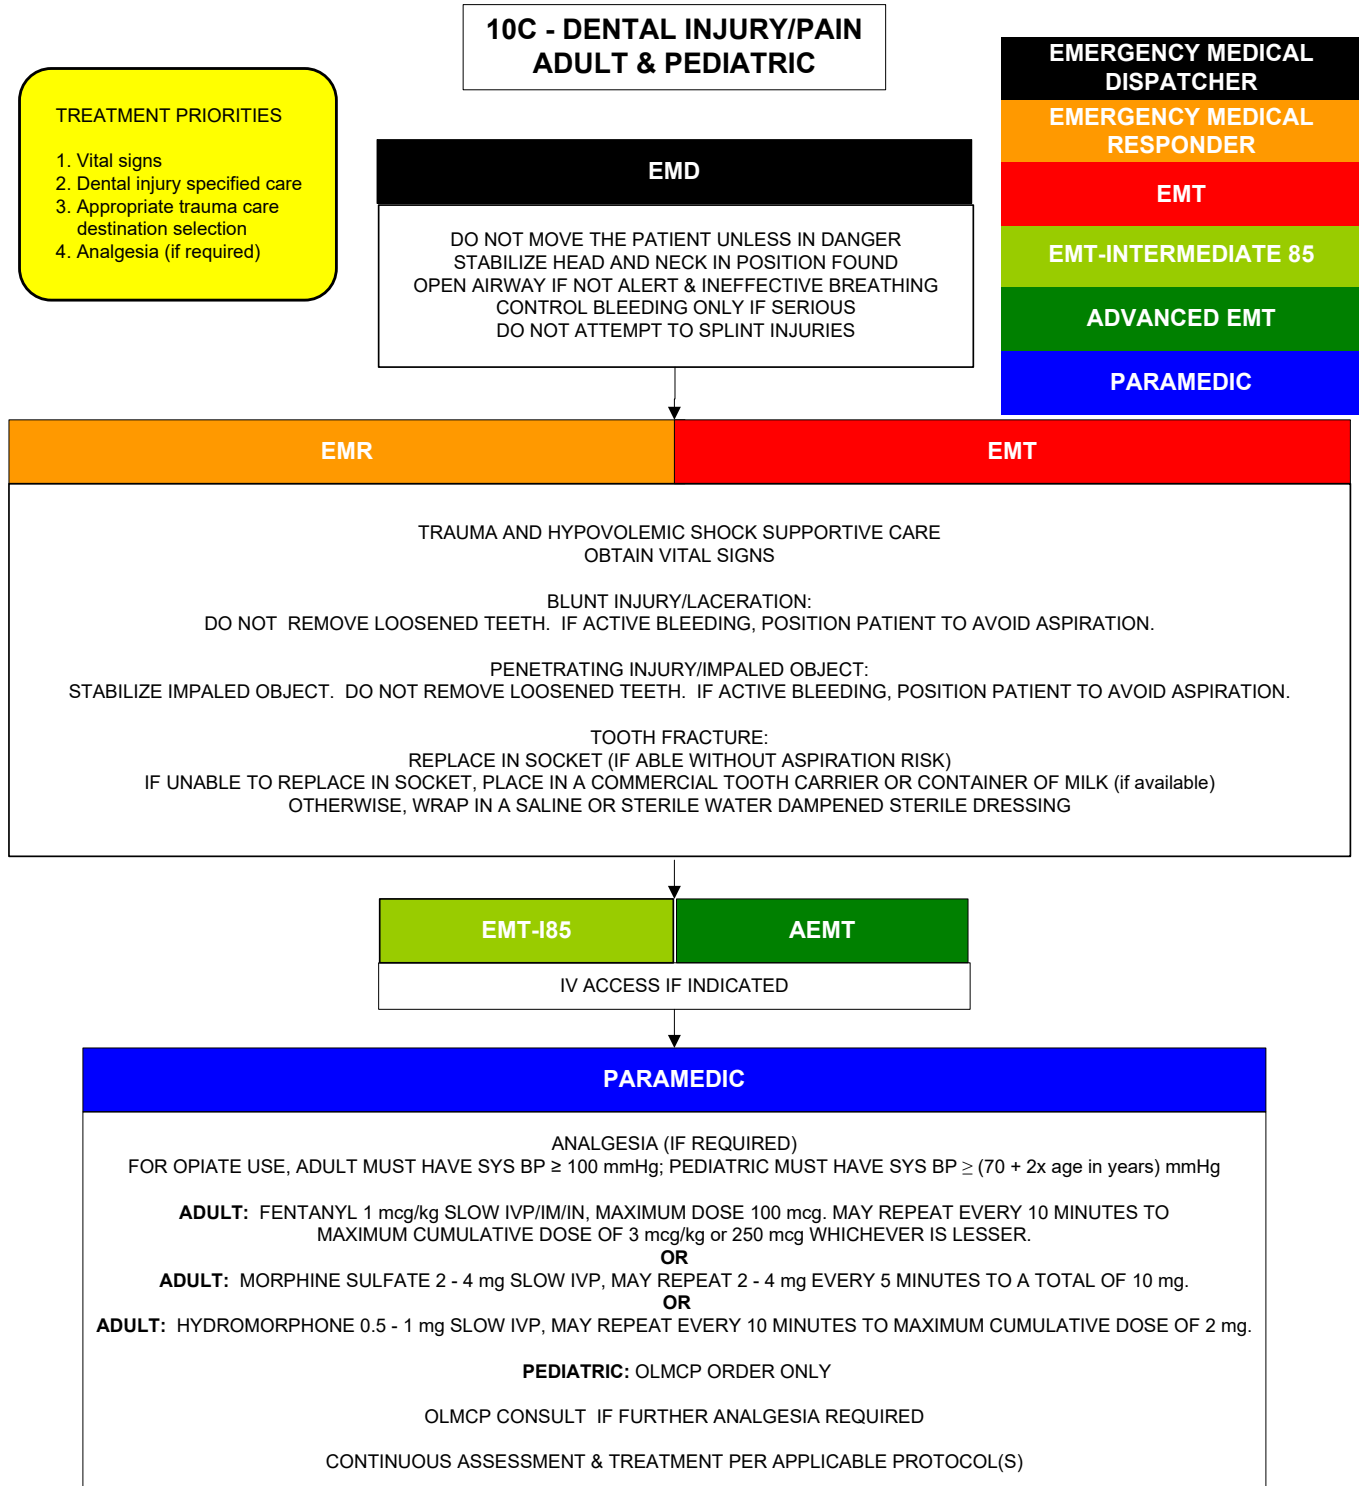 10C - DENTAL INJURY/PAIN
ADULT & PEDIATRIC
TREATMENT PRIORITIES
1. Vital signs
2. Dental injury specified care
3. Appropriate trauma care
destination selection
4. Analgesia (if required)
EMERGENCY MEDICAL
DISPATCHER
EMERGENCY MEDICAL
RESPONDER
EMT
EMT-INTERMEDIATE 85
ADVANCED EMT
PARAMEDIC
EMD
DO NOT MOVE THE PATIENT UNLESS IN DANGER
STABILIZE HEAD AND NECK IN POSITION FOUND
OPEN AIRWAY IF NOT ALERT & INEFFECTIVE BREATHING
CONTROL BLEEDING ONLY IF SERIOUS
DO NOT ATTEMPT TO SPLINT INJURIES
EMR
EMT
TRAUMA AND HYPOVOLEMIC SHOCK SUPPORTIVE CARE
OBTAIN VITAL SIGNS
BLUNT INJURY/LACERATION:
DO NOT  REMOVE LOOSENED TEETH.  IF ACTIVE BLEEDING, POSITION PATIENT TO AVOID ASPIRATION.
PENETRATING INJURY/IMPALED OBJECT:
STABILIZE IMPALED OBJECT.  DO NOT REMOVE LOOSENED TEETH.  IF ACTIVE BLEEDING, POSITION PATIENT TO AVOID ASPIRATION.
TOOTH FRACTURE:
REPLACE IN SOCKET (IF ABLE WITHOUT ASPIRATION RISK)
IF UNABLE TO REPLACE IN SOCKET, PLACE IN A COMMERCIAL TOOTH CARRIER OR CONTAINER OF MILK (if available)
OTHERWISE, WRAP IN A SALINE OR STERILE WATER DAMPENED STERILE DRESSING
EMT-I85
AEMT
IV ACCESS IF INDICATED
PARAMEDIC
ANALGESIA (IF REQUIRED)
FOR OPIATE USE, ADULT MUST HAVE SYS BP ≥ 100 mmHg; PEDIATRIC MUST HAVE SYS BP ≥ (70 + 2x age in years) mmHg
ADULT:  FENTANYL 1 mcg/kg SLOW IVP/IM/IN, MAXIMUM DOSE 100 mcg. MAY REPEAT EVERY 10 MINUTES TO
MAXIMUM CUMULATIVE DOSE OF 3 mcg/kg or 250 mcg WHICHEVER IS LESSER.
OR
ADULT:  MORPHINE SULFATE 2 - 4 mg SLOW IVP, MAY REPEAT 2 - 4 mg EVERY 5 MINUTES TO A TOTAL OF 10 mg.
OR
ADULT:  HYDROMORPHONE 0.5 - 1 mg SLOW IVP, MAY REPEAT EVERY 10 MINUTES TO MAXIMUM CUMULATIVE DOSE OF 2 mg.
PEDIATRIC: OLMCP ORDER ONLY
OLMCP CONSULT  IF FURTHER ANALGESIA REQUIRED
CONTINUOUS ASSESSMENT & TREATMENT PER APPLICABLE PROTOCOL(S)